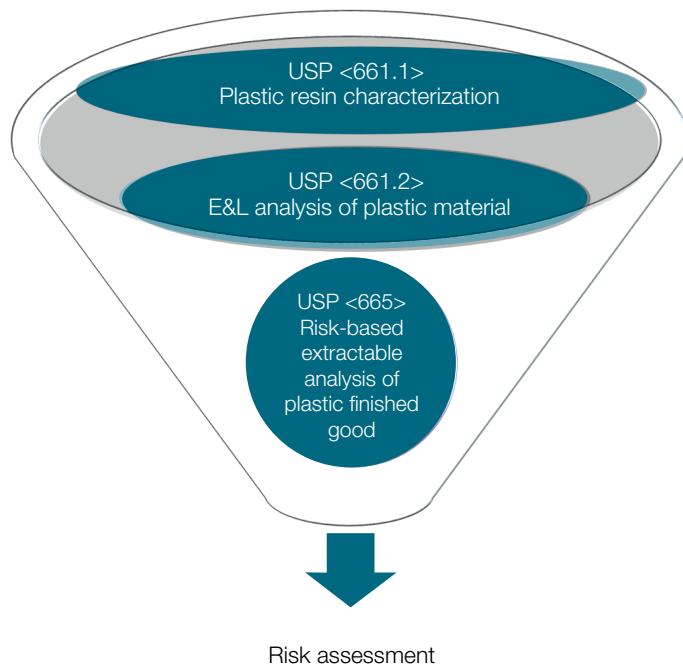 USP <661.1>
Plastic resin characterization
USP <661.2>
E&L analysis of plastic material
USP <665>
Risk-based
extractable
analysis of
plastic finished
good
Risk assessment